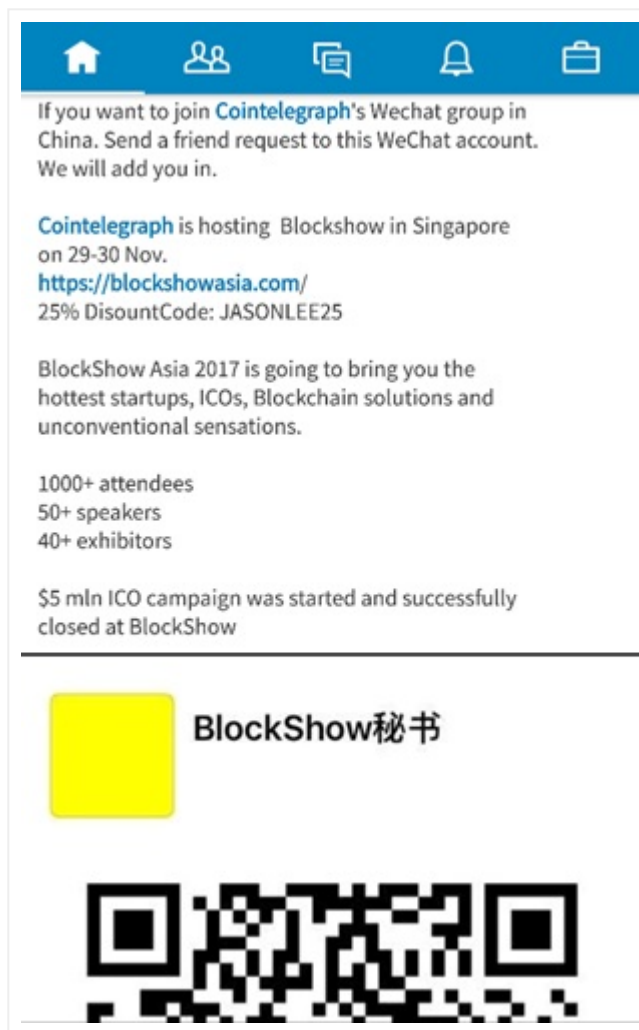 If you want to join Cointelegraph's Wechat group in
China. Send a friend request to this WeChat account.
We will add you in.
Cointelegraph is hosting Blockshow in Singapore
on 29-30 Nov.
https://blockshowasia.com/
25% DisountCode: JASONLEE25
BlockShow Asia 2017 is going to bring you the
hottest startups, ICOs, Blockchain solutions and
unconventional sensations.
1000+ attendees
50+ speakers
40+ exhibitors
$5 mln ICO campaign was started and successfully
closed at BlockShow
BlockShow秘书